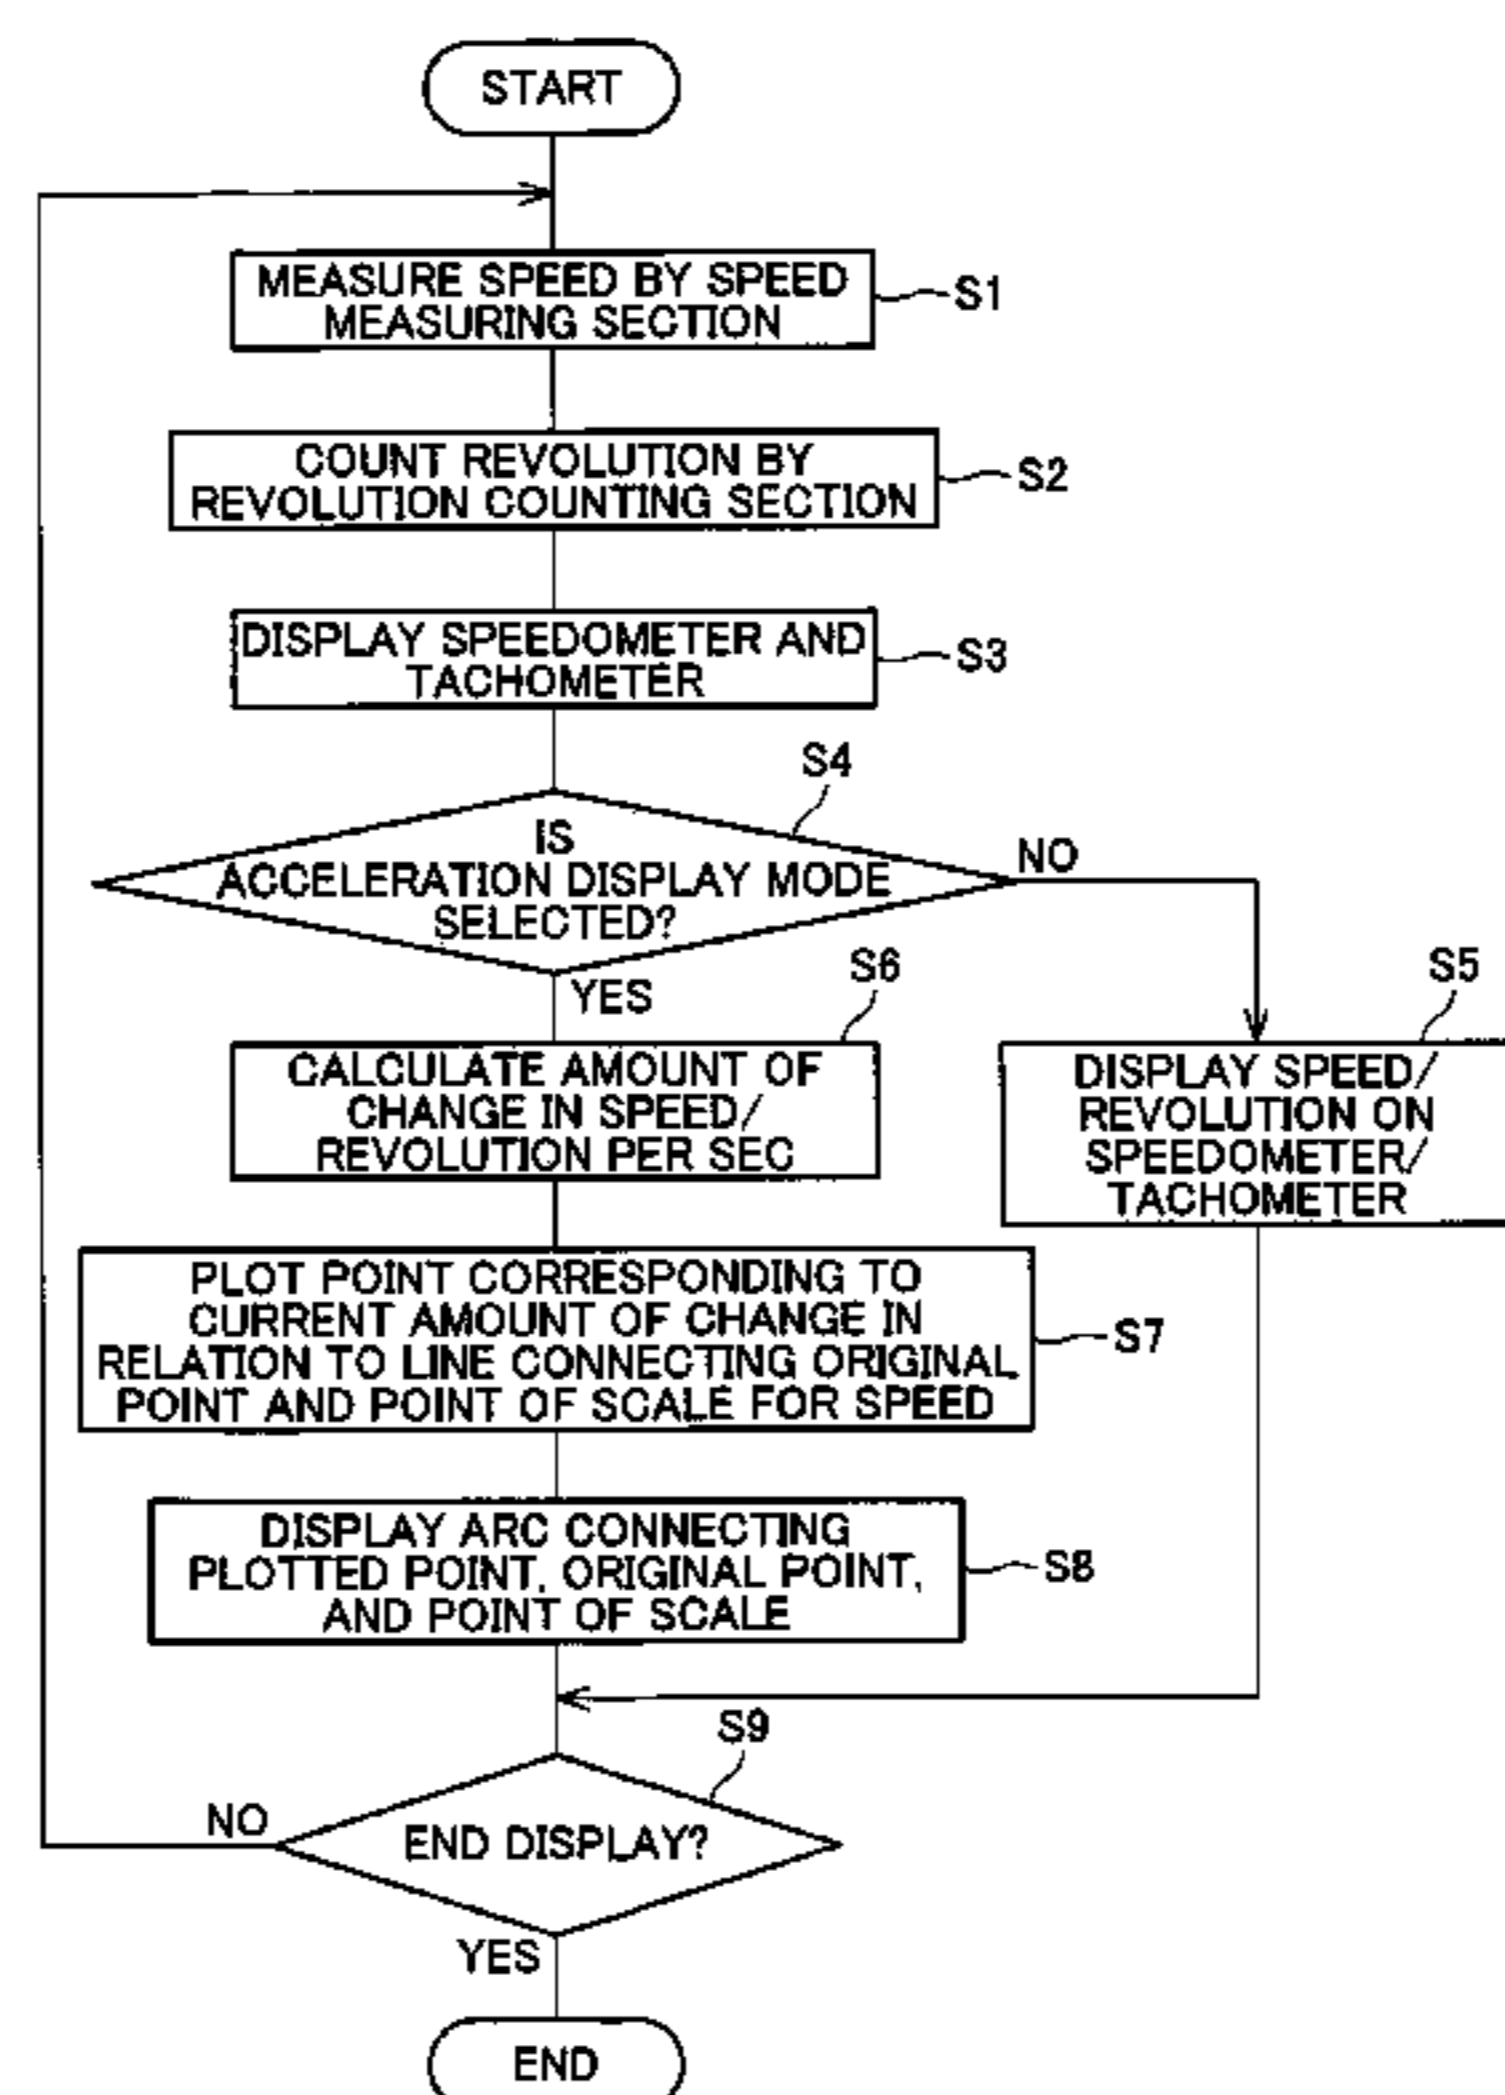 START
MEASURE SPEED BY SPEED
MEASURING SECTION
S1
COUNT REVOLUTION BY
REVOLUTION COUNTING SECTION
S2
DISPLAY SPEEDOMETER AND
TACHOMETER
S3
S4
IS
ACCELERATION DISPLAY MODE
SELECTED?
NO
YES
S6
CALCULATE AMOUNT OF
CHANGE IN SPEED/
REVOLUTION PER SEC
S5
DISPLAY SPEED/
REVOLUTION ON
SPEEDOMETER/
TACHOMETER
PLOT POINT CORRESPONDING TO
CURRENT AMOUNT OF CHANGE IN
RELATION TO LINE CONNECTING ORIGINAL
POINT AND POINT OF SCALE FOR SPEED
S7
DISPLAY ARC CONNECTING
PLOTTED POINT, ORIGINAL POINT,
AND POINT OF SCALE
S8
S9
NO
END DISPLAY?
YES
END